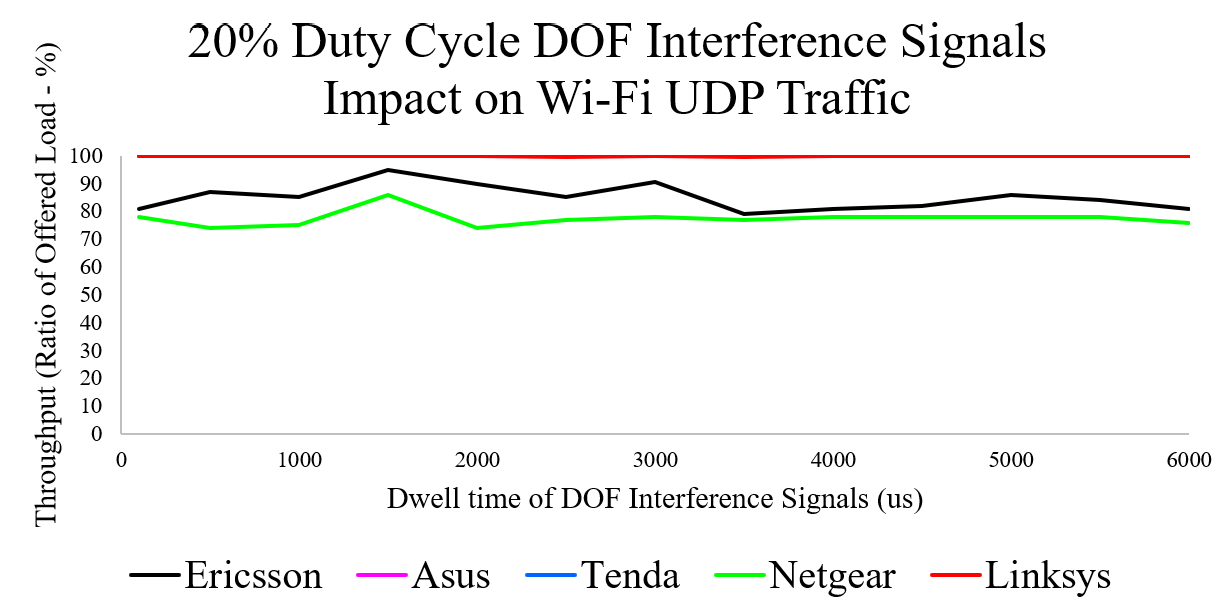 20% Duty Cycle DOF Interference Signals
Impact on Wi-Fi UDP Traffic
Throughput (Ratio of Offered Load - %)
100
90
80
70
60
50
40
30
20
10
0
0 1000 2000 3000 4000 5000 6000
Dwell time of DOF Interference Signals (us)
Ericsson Asus Tenda Netgear Linksys